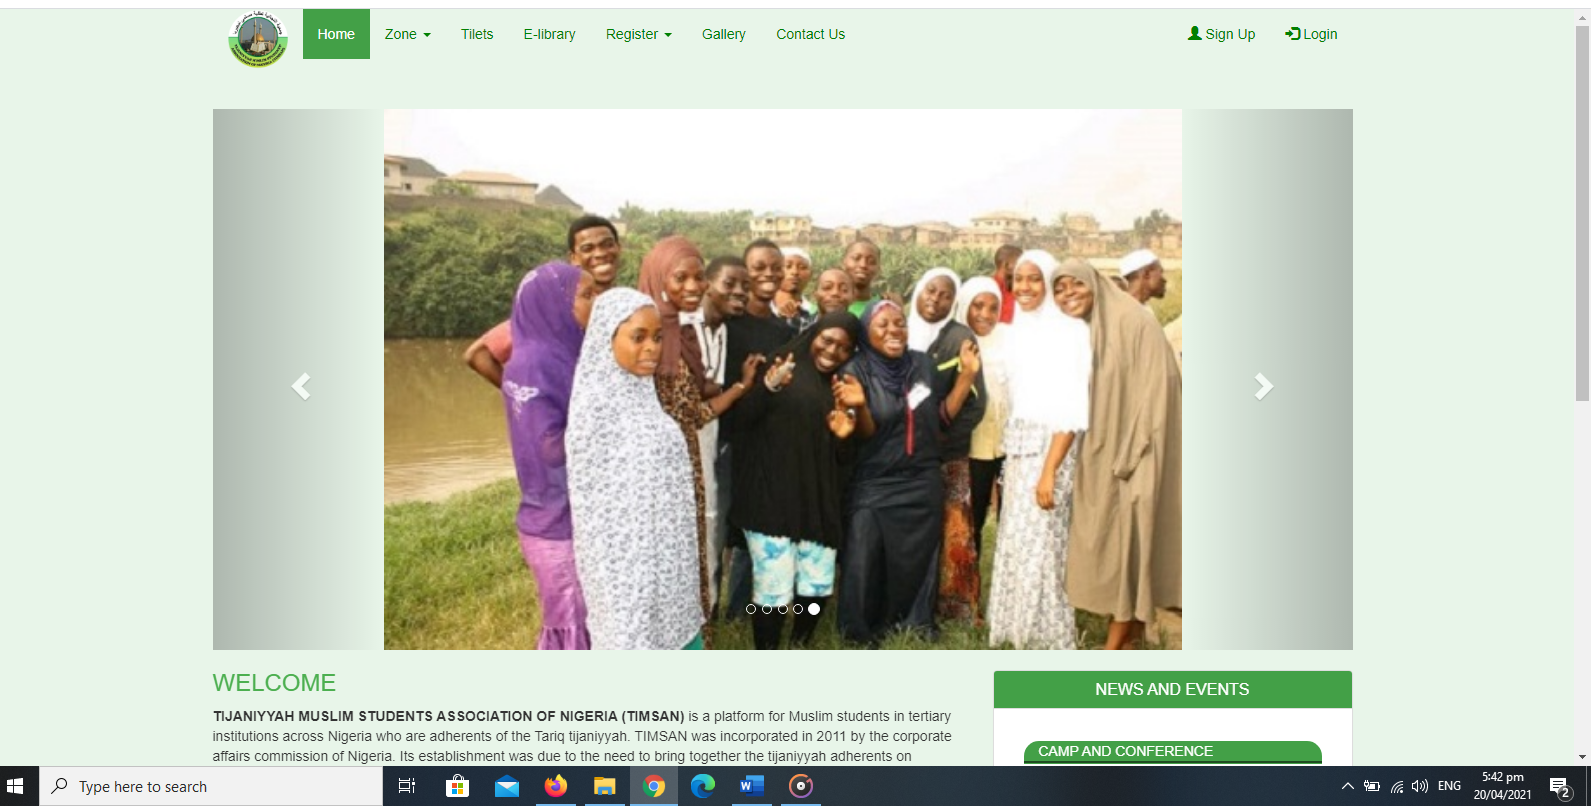 Home Zone Tilets E-library Register Gallery Contact Us Sign Up Login
WELCOME
TIJANIYYAH MUSLIM STUDENTS ASSOCIATION OF NIGERIA (TIMSAN) is a platform for Muslim students in tertiary
institutions across Nigeria who are adherents of the Tariq tijaniyyah. TIMSAN was incorporated in 2011 by the corporate
affairs commission of Nigeria. Its establishment was due to the need to bring together the tijaniyyah adherents on
NEWS AND EVENTS
CAMP AND CONFERENCE
Type here to search
ENG
5:42 pm
20/04/2021
2